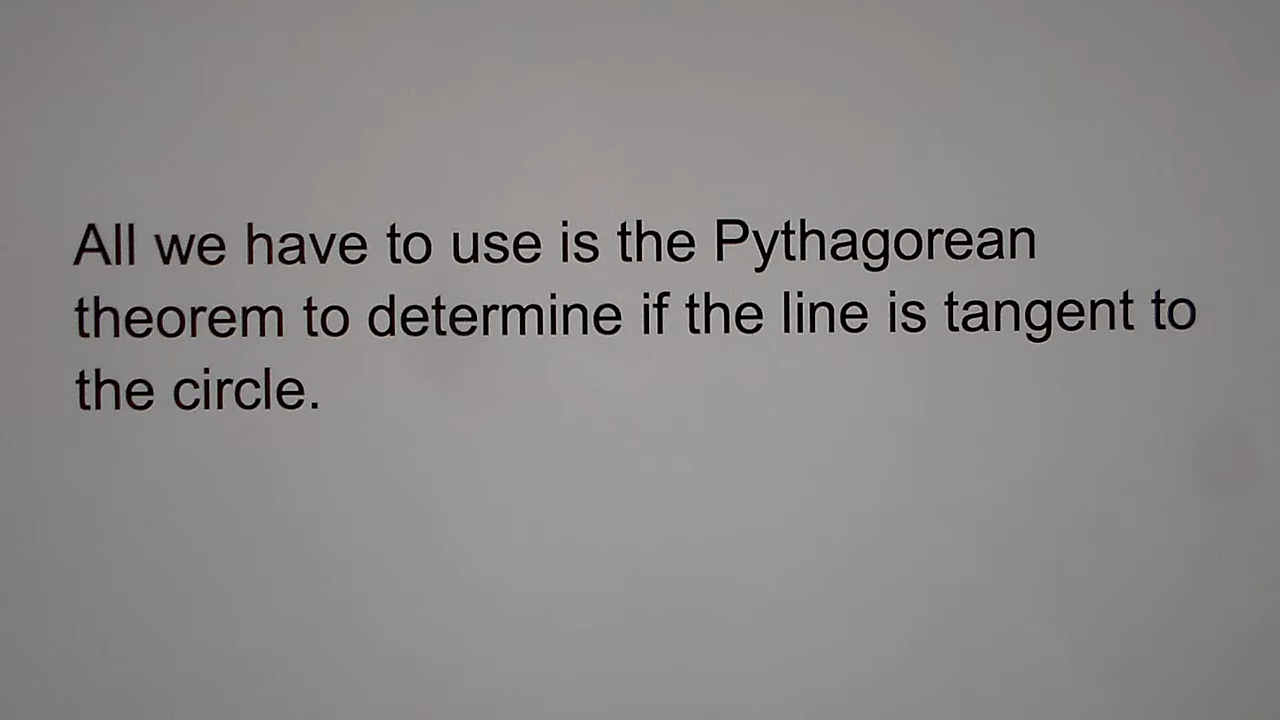 All we have to use is the Pythagorean
theorem to determine if the line is tangent to
the circle.